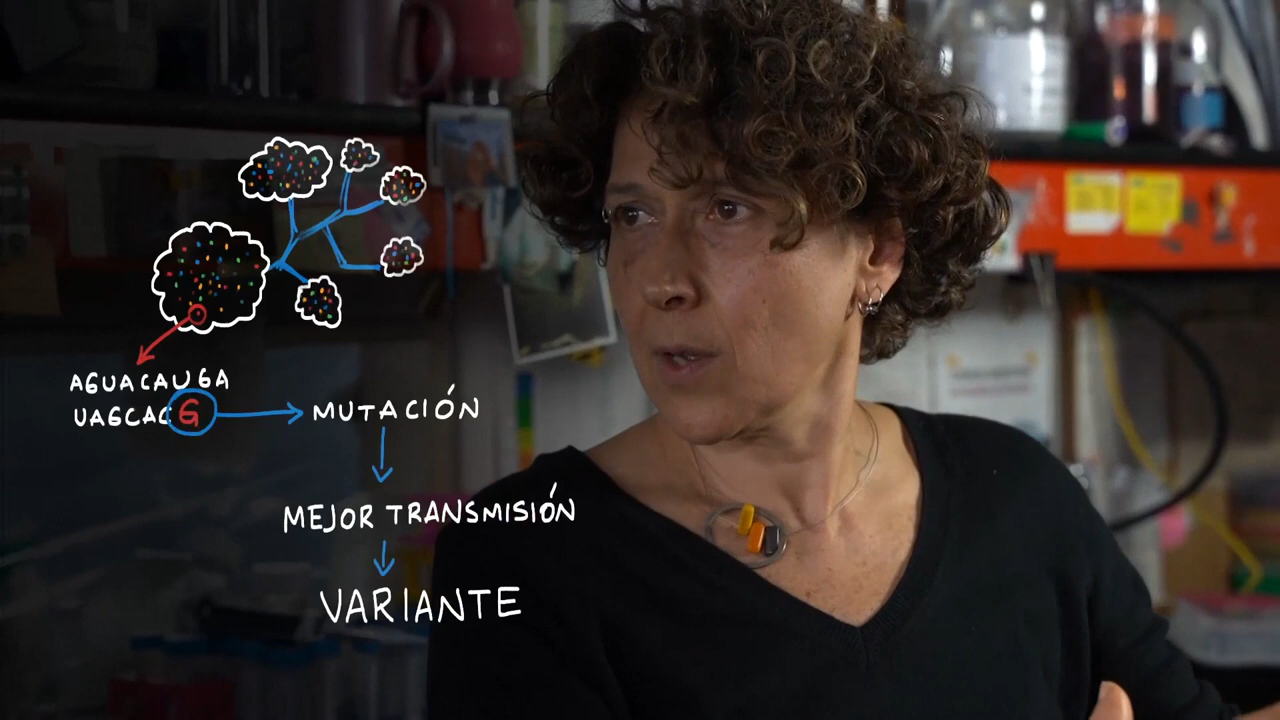 AGUACAUGA
UAGCACG
MUTACIÓN
MEJOR TRANSMISIÓN
VARIANTE